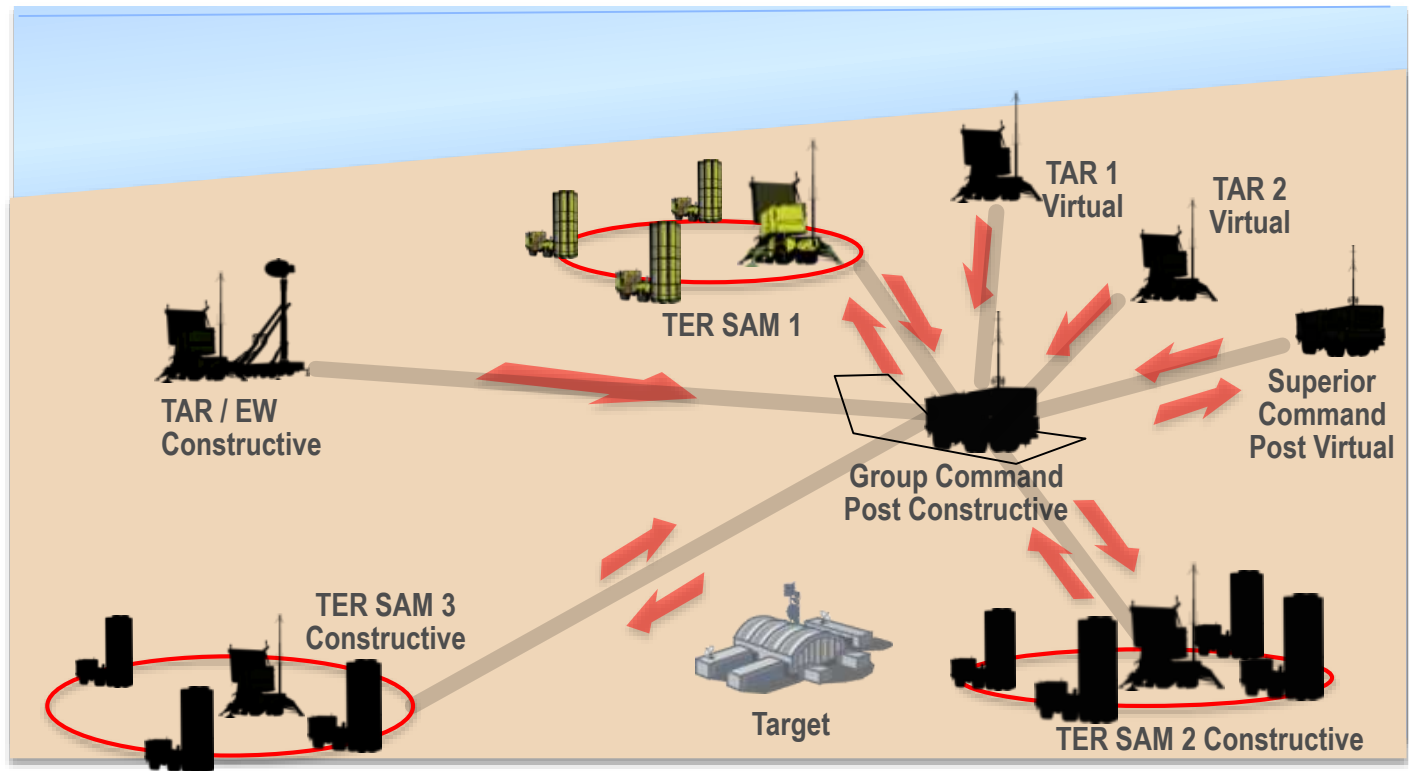 TAR 1
Virtual
TAR 2
Virtual
TER SAM 1
TAR / EW
Constructive
Superior
Command
Post Virtual
Group Command
Post Constructive
TER SAM 3
Constructive
Target
TER SAM 2 Constructive